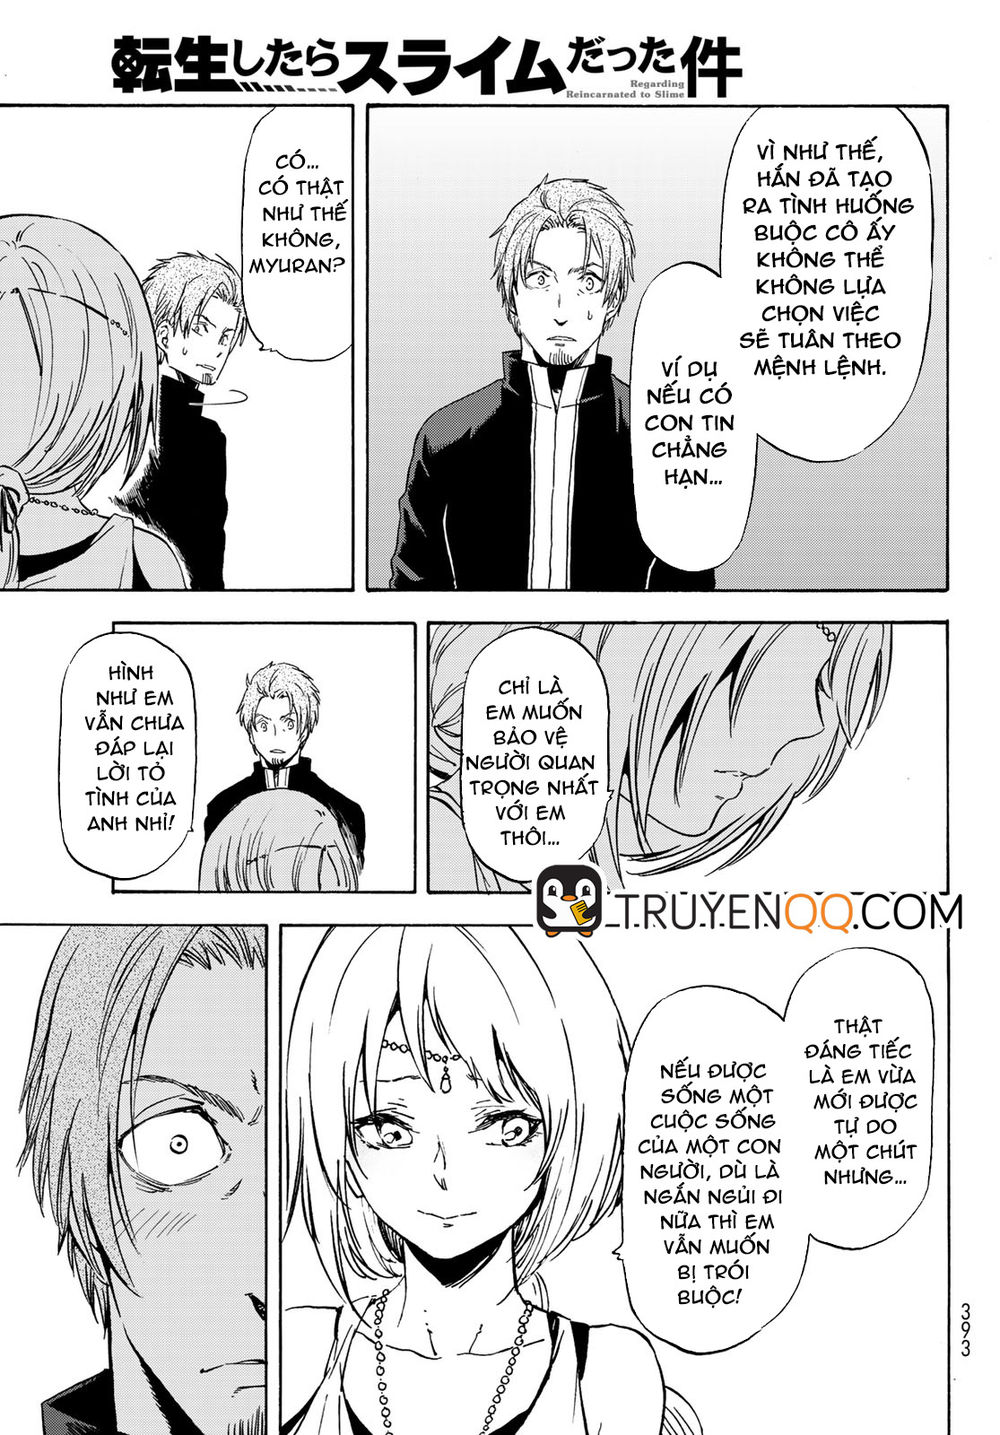 転生したらスライムだった件
Regarding
Reincarnated to Slime
VÌ NHƯ THẾ,
HẮN ĐÃ TẠO
RA TÌNH HUỐNG
BUỘC CÔ ẤY
KHÔNG THỂ
KHÔNG LỰA
CHỌN VIỆC
SẼ TUÂN THEO
MỆNH LỆNH.
VÍ DỤ
NẾU CÓ
CON TIN
CHẲNG
HẠN...
CÓ...
CÓ THẬT
NHƯ THẾ
KHÔNG,
MYURAN?
CHỈ LÀ
EM MUỐN
BẢO VỆ
NGƯỜI QUAN
TRỌNG NHẤT
VỚI EM
THÔI...
HÌNH
NHƯ EM
VẪN CHƯA
ĐÁP LẠI
LỜI TỎ
TÌNH CỦA
ANH NHỈ!
TRUYENQQ.COM
THẬT
ĐÁNG TIẾC
LÀ EM VỪA
MỚI ĐƯỢC
TỰ DO
MỘT CHÚT
NHƯNG...
NẾU ĐƯỢC
SỐNG MỘT
CUỘC SỐNG
CỦA MỘT CON
NGƯỜI, DÙ LÀ
NGẮN NGỦI ĐI
NỮA THÌ EM
VẪN MUỐN
BỊ TRÓI
BUỘC!
393